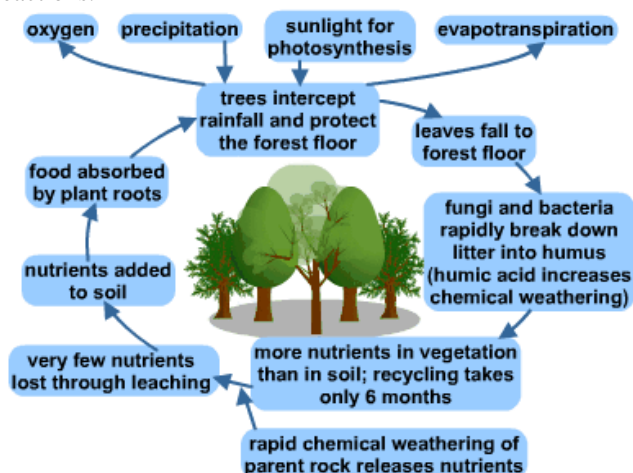 oxygen
precipitation
sunlight for
photosynthesis
evapotranspiration
trees intercept
rainfall and protect
the forest floor
leaves fall to
forest floor
fungi and bacteria
rapidly break down
litter into humus
(humic acid increases
chemical weathering)
more nutrients in vegetation
than in soil; recycling takes
only 6 months
rapid chemical weathering of
parent rock releases nutrients
very few nutrients
lost through leaching
nutrients added
to soil
food absorbed
by plant roots